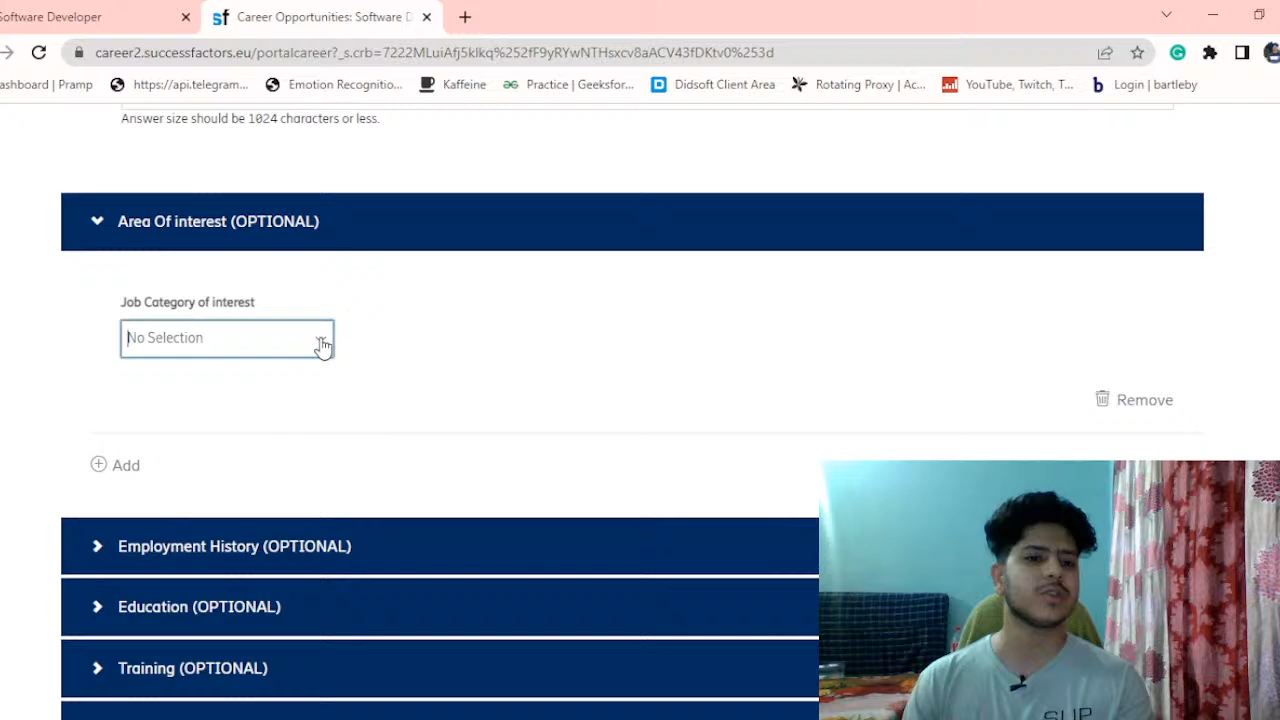 Software Developer
sf Career Opportunities: Software D
career2.successfactors.eu/portalcareer?_s.crb=7222MLuiAfj5kIkq%252fF9yRYwNTHsxcv8aACV43fDKtv0%253d
ashboard | Pramp https://api.telegram... Emotion Recognitio... Kaffeine Practice | Geeksfor... Didsoft Client Area Rotating Proxy | Ac... YouTube, Twitch, T... b Login | bartleby
Answer size should be 1024 characters or less.
Area Of interest (OPTIONAL)
Job Category of interest
No Selection
Remove
Add
Employment History (OPTIONAL)
Education (OPTIONAL)
Training (OPTIONAL)
SUP